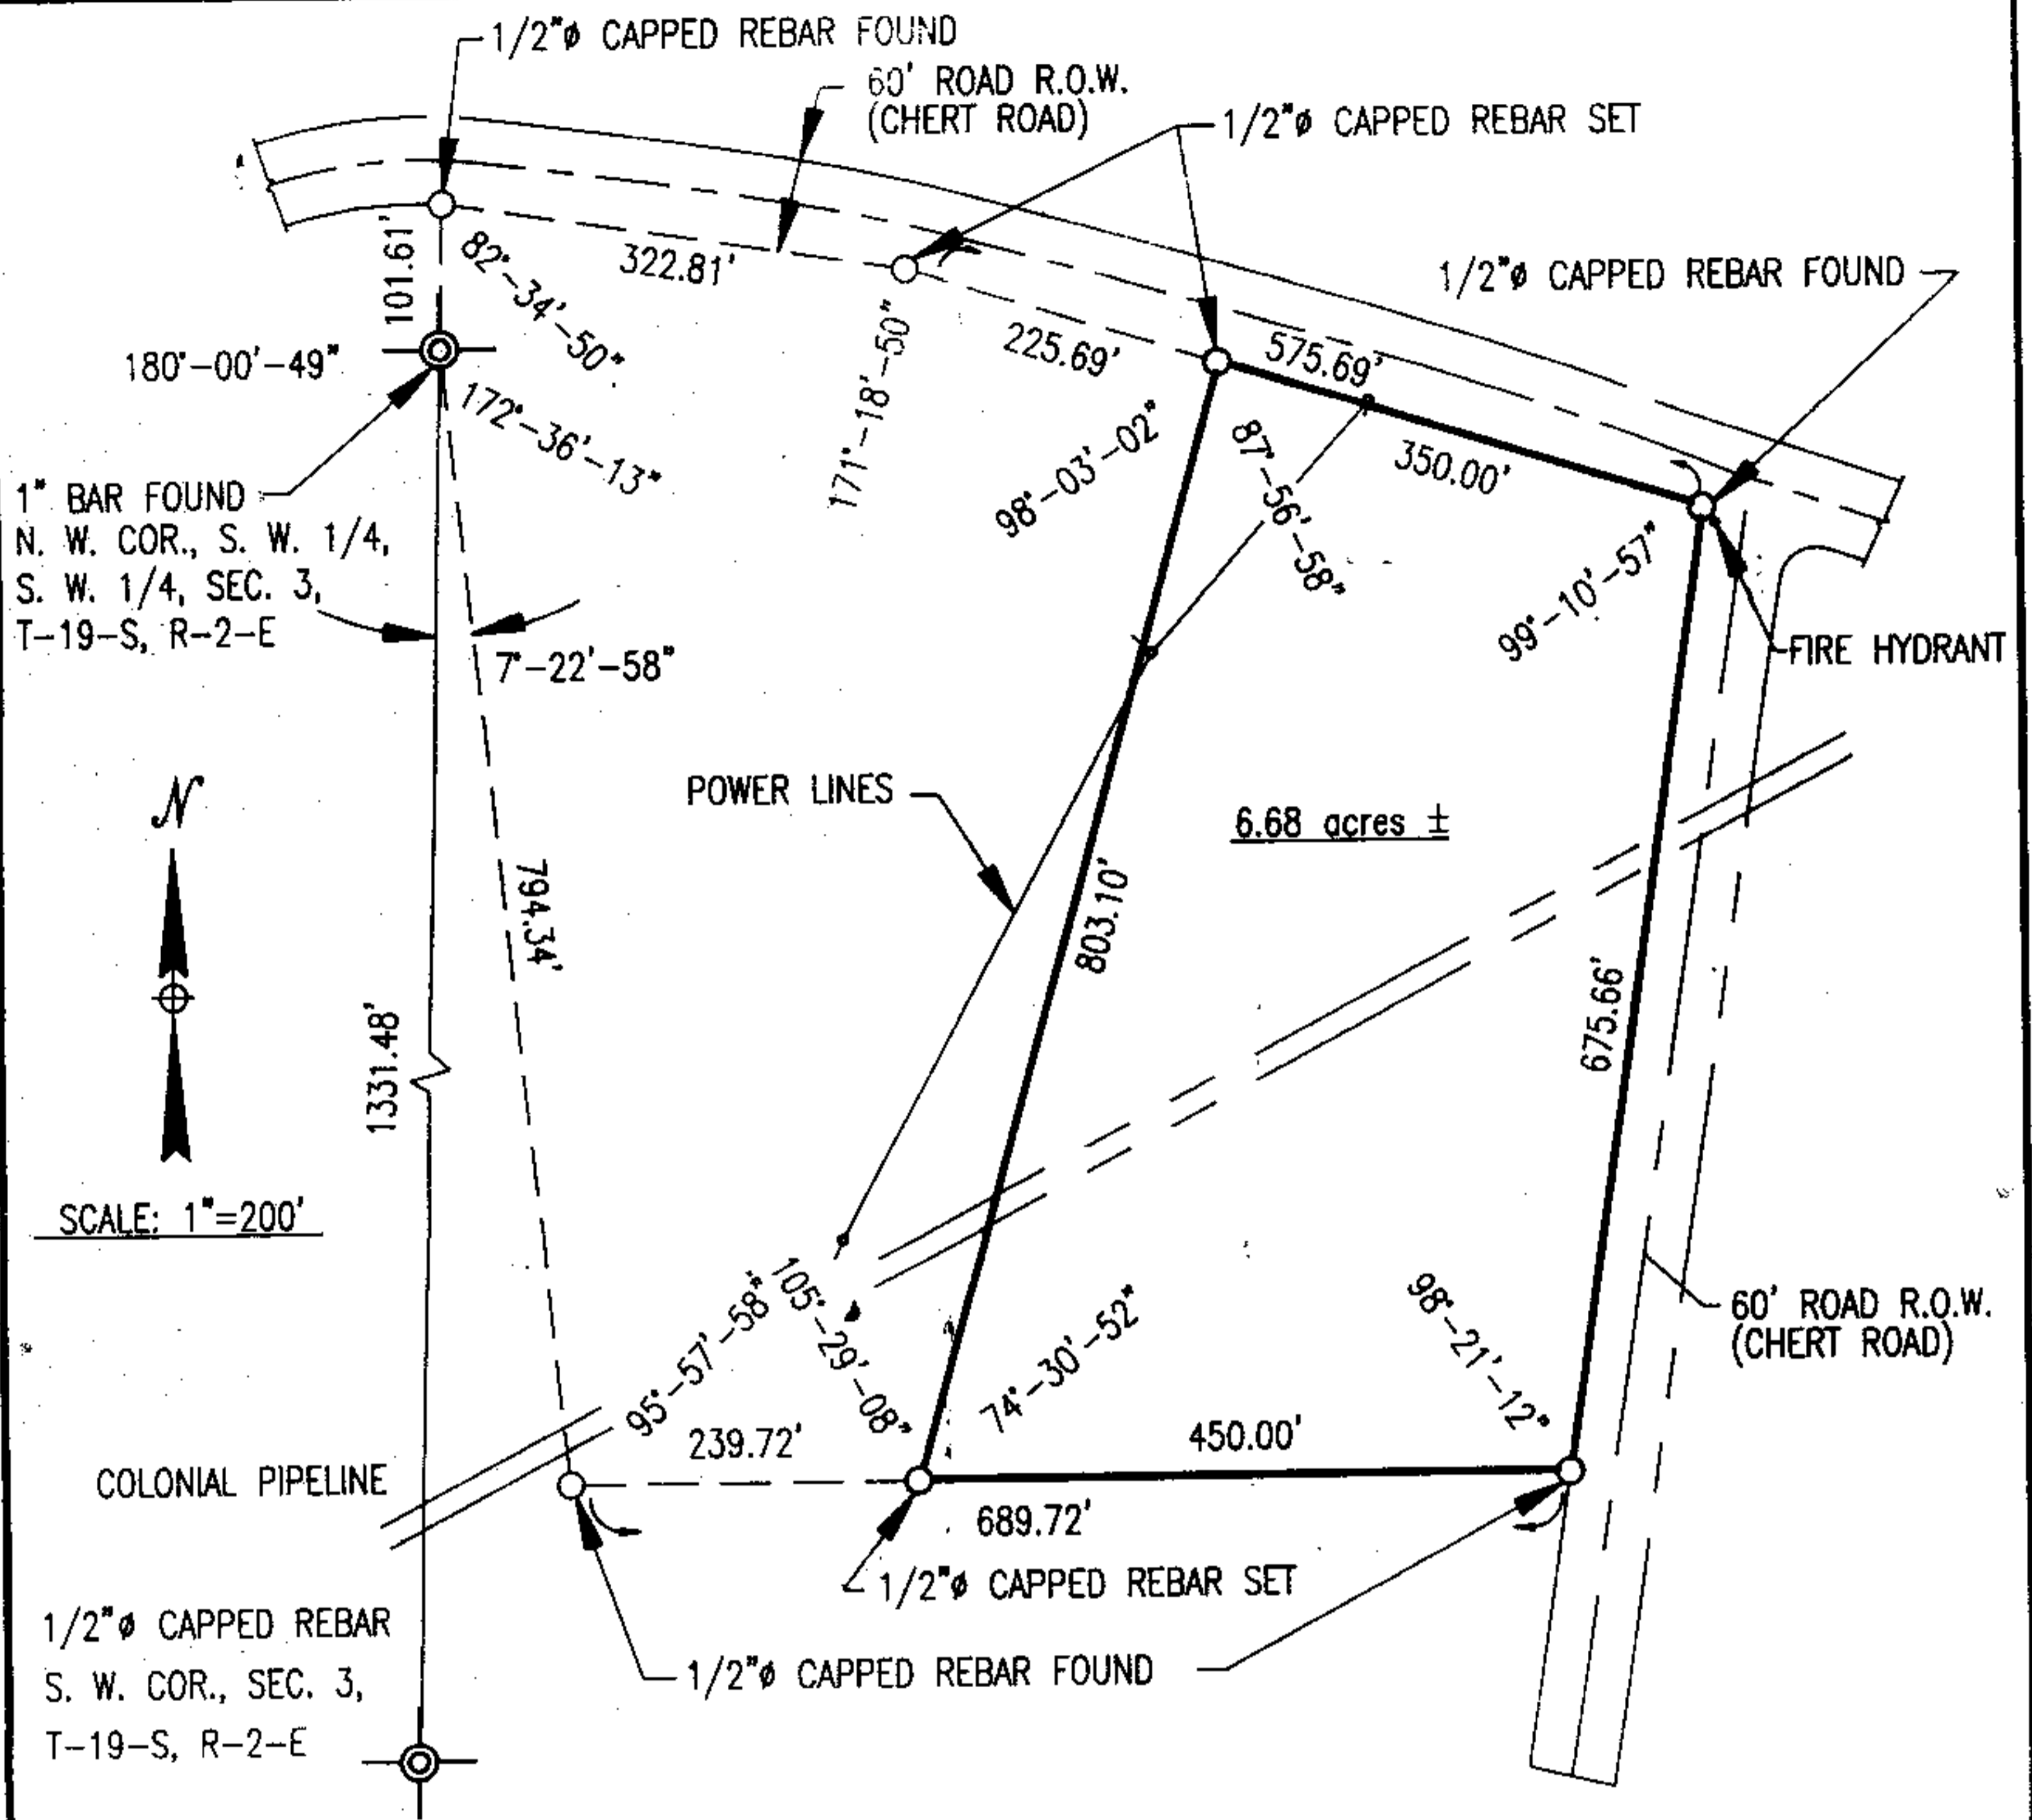 1/2"ø CAPPED REBAR FOUND
60' ROAD R.O.W.
(CHERT ROAD)
1/2"ø CAPPED REBAR SET
1/2"ø CAPPED REBAR FOUND
101.61'
82°-34'-50"
322.81'
180°-00'-49"
172°-36'-13"
171°-18'-50"
225.69'
575.69'
350.00'
98°-03'-02"
87°-56'-58"
99°-10'-57"
1" BAR FOUND
N. W. COR., S. W. 1/4,
S. W. 1/4, SEC. 3,
T-19-S, R-2-E
7°-22'-58"
FIRE HYDRANT
N
POWER LINES
6.68 acres ±
794.34'
803.10'
675.66'
1331.48'
SCALE: 1"=200'
95°-57'-58"
105°-29'-08"
74°-30'-52"
98°-21'-12"
60' ROAD R.O.W.
(CHERT ROAD)
239.72'
450.00'
COLONIAL PIPELINE
689.72'
1/2"ø CAPPED REBAR SET
1/2"ø CAPPED REBAR
S. W. COR., SEC. 3,
T-19-S, R-2-E
1/2"ø CAPPED REBAR FOUND